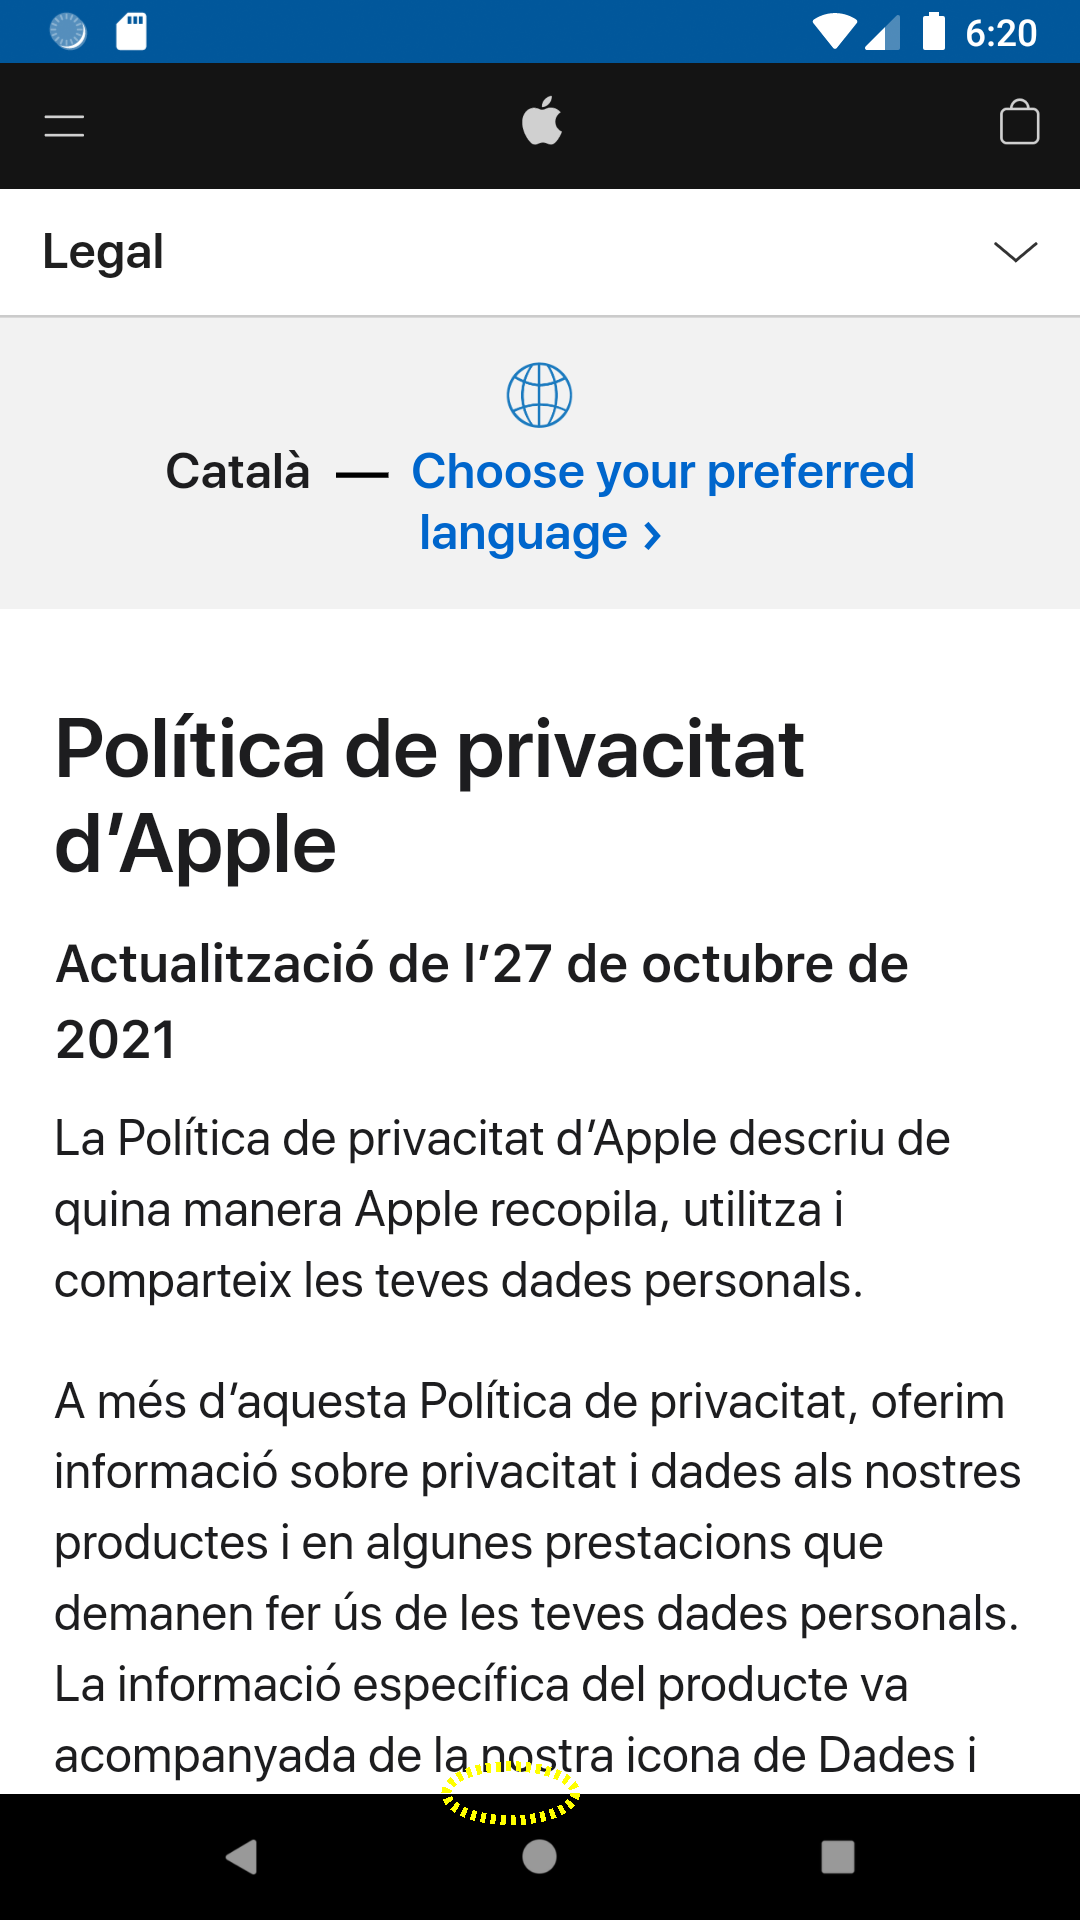 6:20
Legal
Català — Choose your preferred
language ›
Política de privacitat
d’Apple
Actualització de l’27 de octubre de
2021
La Política de privacitat d’Apple descriu de
quina manera Apple recopila, utilitza i
comparteix les teves dades personals.
A més d’aquesta Política de privacitat, oferim
informació sobre privacitat i dades als nostres
productes i en algunes prestacions que
demanen fer ús de les teves dades personals.
La informació específica del producte va
acompanyada de la nostra icona de Dades i